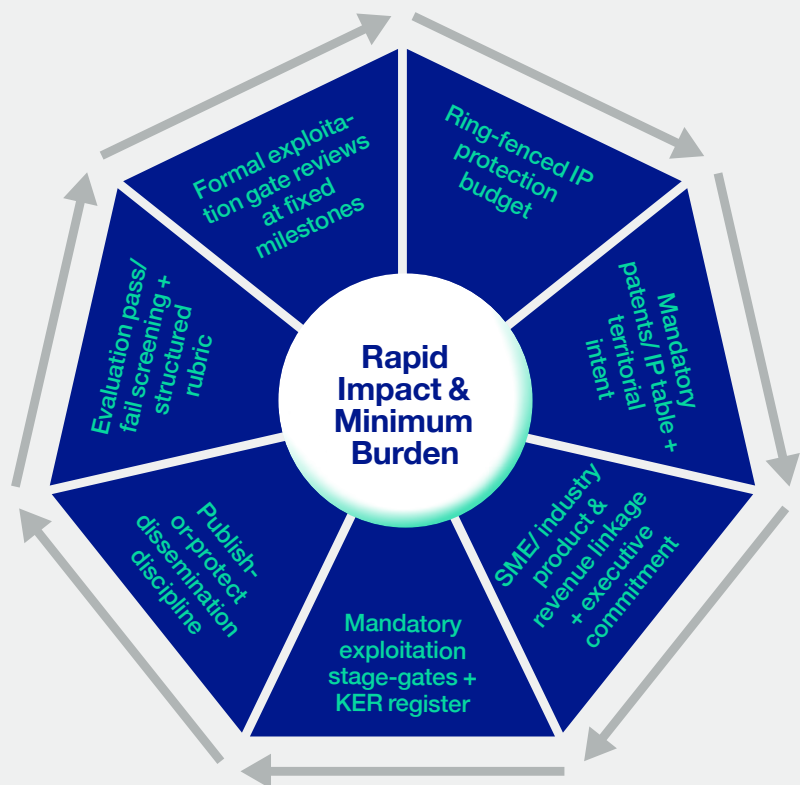 Formal exploita-
tion gate reviews
at fixed
milestones
Ring-fenced IP
protection
budget
Mandatory
patents/ IP table +
territorial
intent
SME/ industry
product &
revenue linkage
+ executive
commitment
Mandatory
exploitation
stage-gates +
KER register
Publish-
or-protect
dissemination
discipline
Evaluation pass/
fail screening +
structured
rubric
Rapid
Impact &
Minimum
Burden